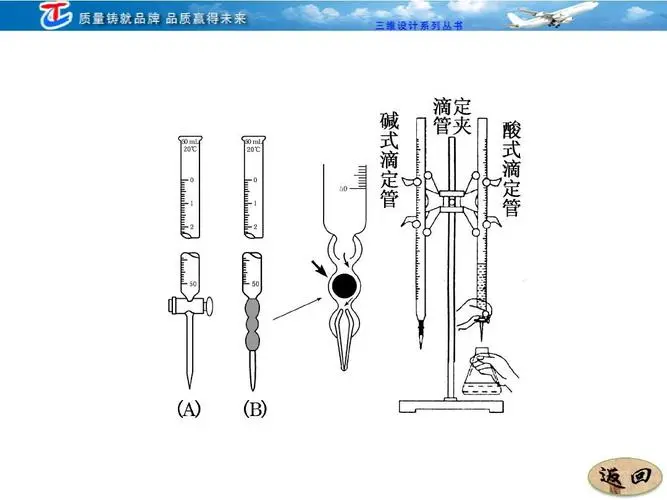 质量铸就品牌 品质赢得未来
三维设计系列丛书
50 mL
20℃
0
1
2
50
(A)
50 mL
20℃
0
1
2
50
(B)
50
碱式滴定管
滴定管夹
酸式滴定管
返回